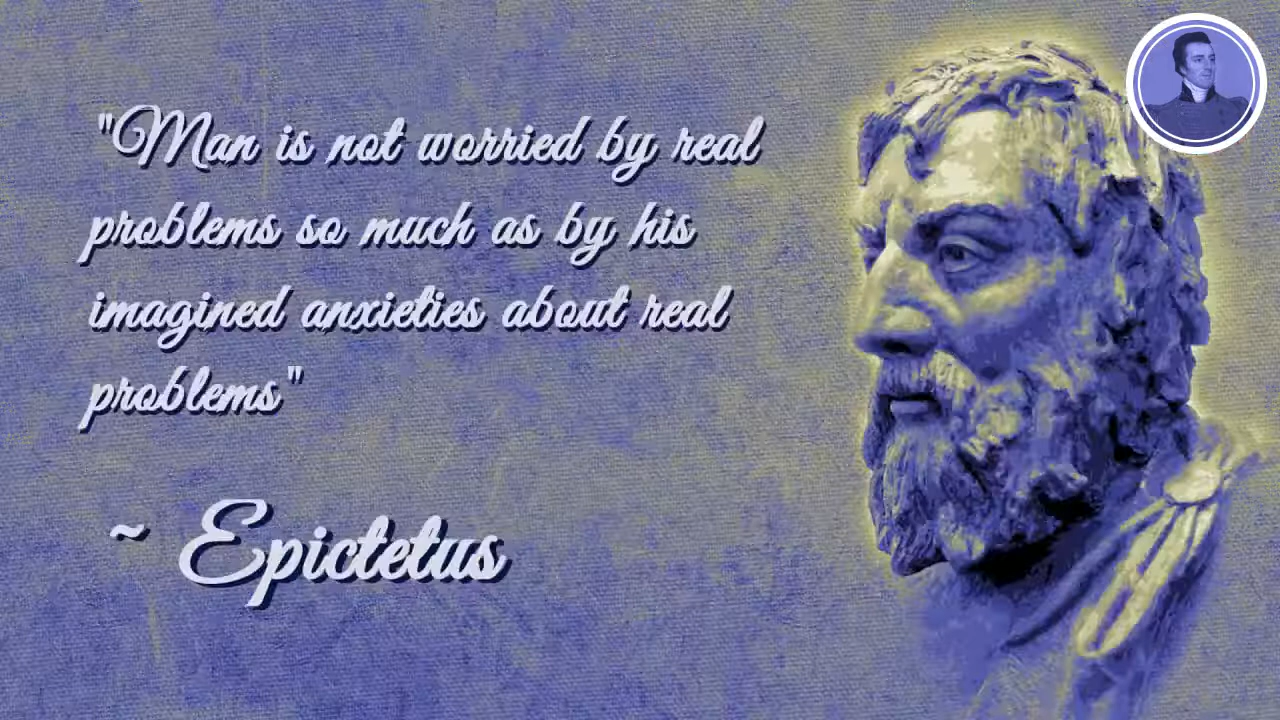 "Man is not worried by real
problems so much as by his
imagined anxieties about real
problems"
~ Epictetus